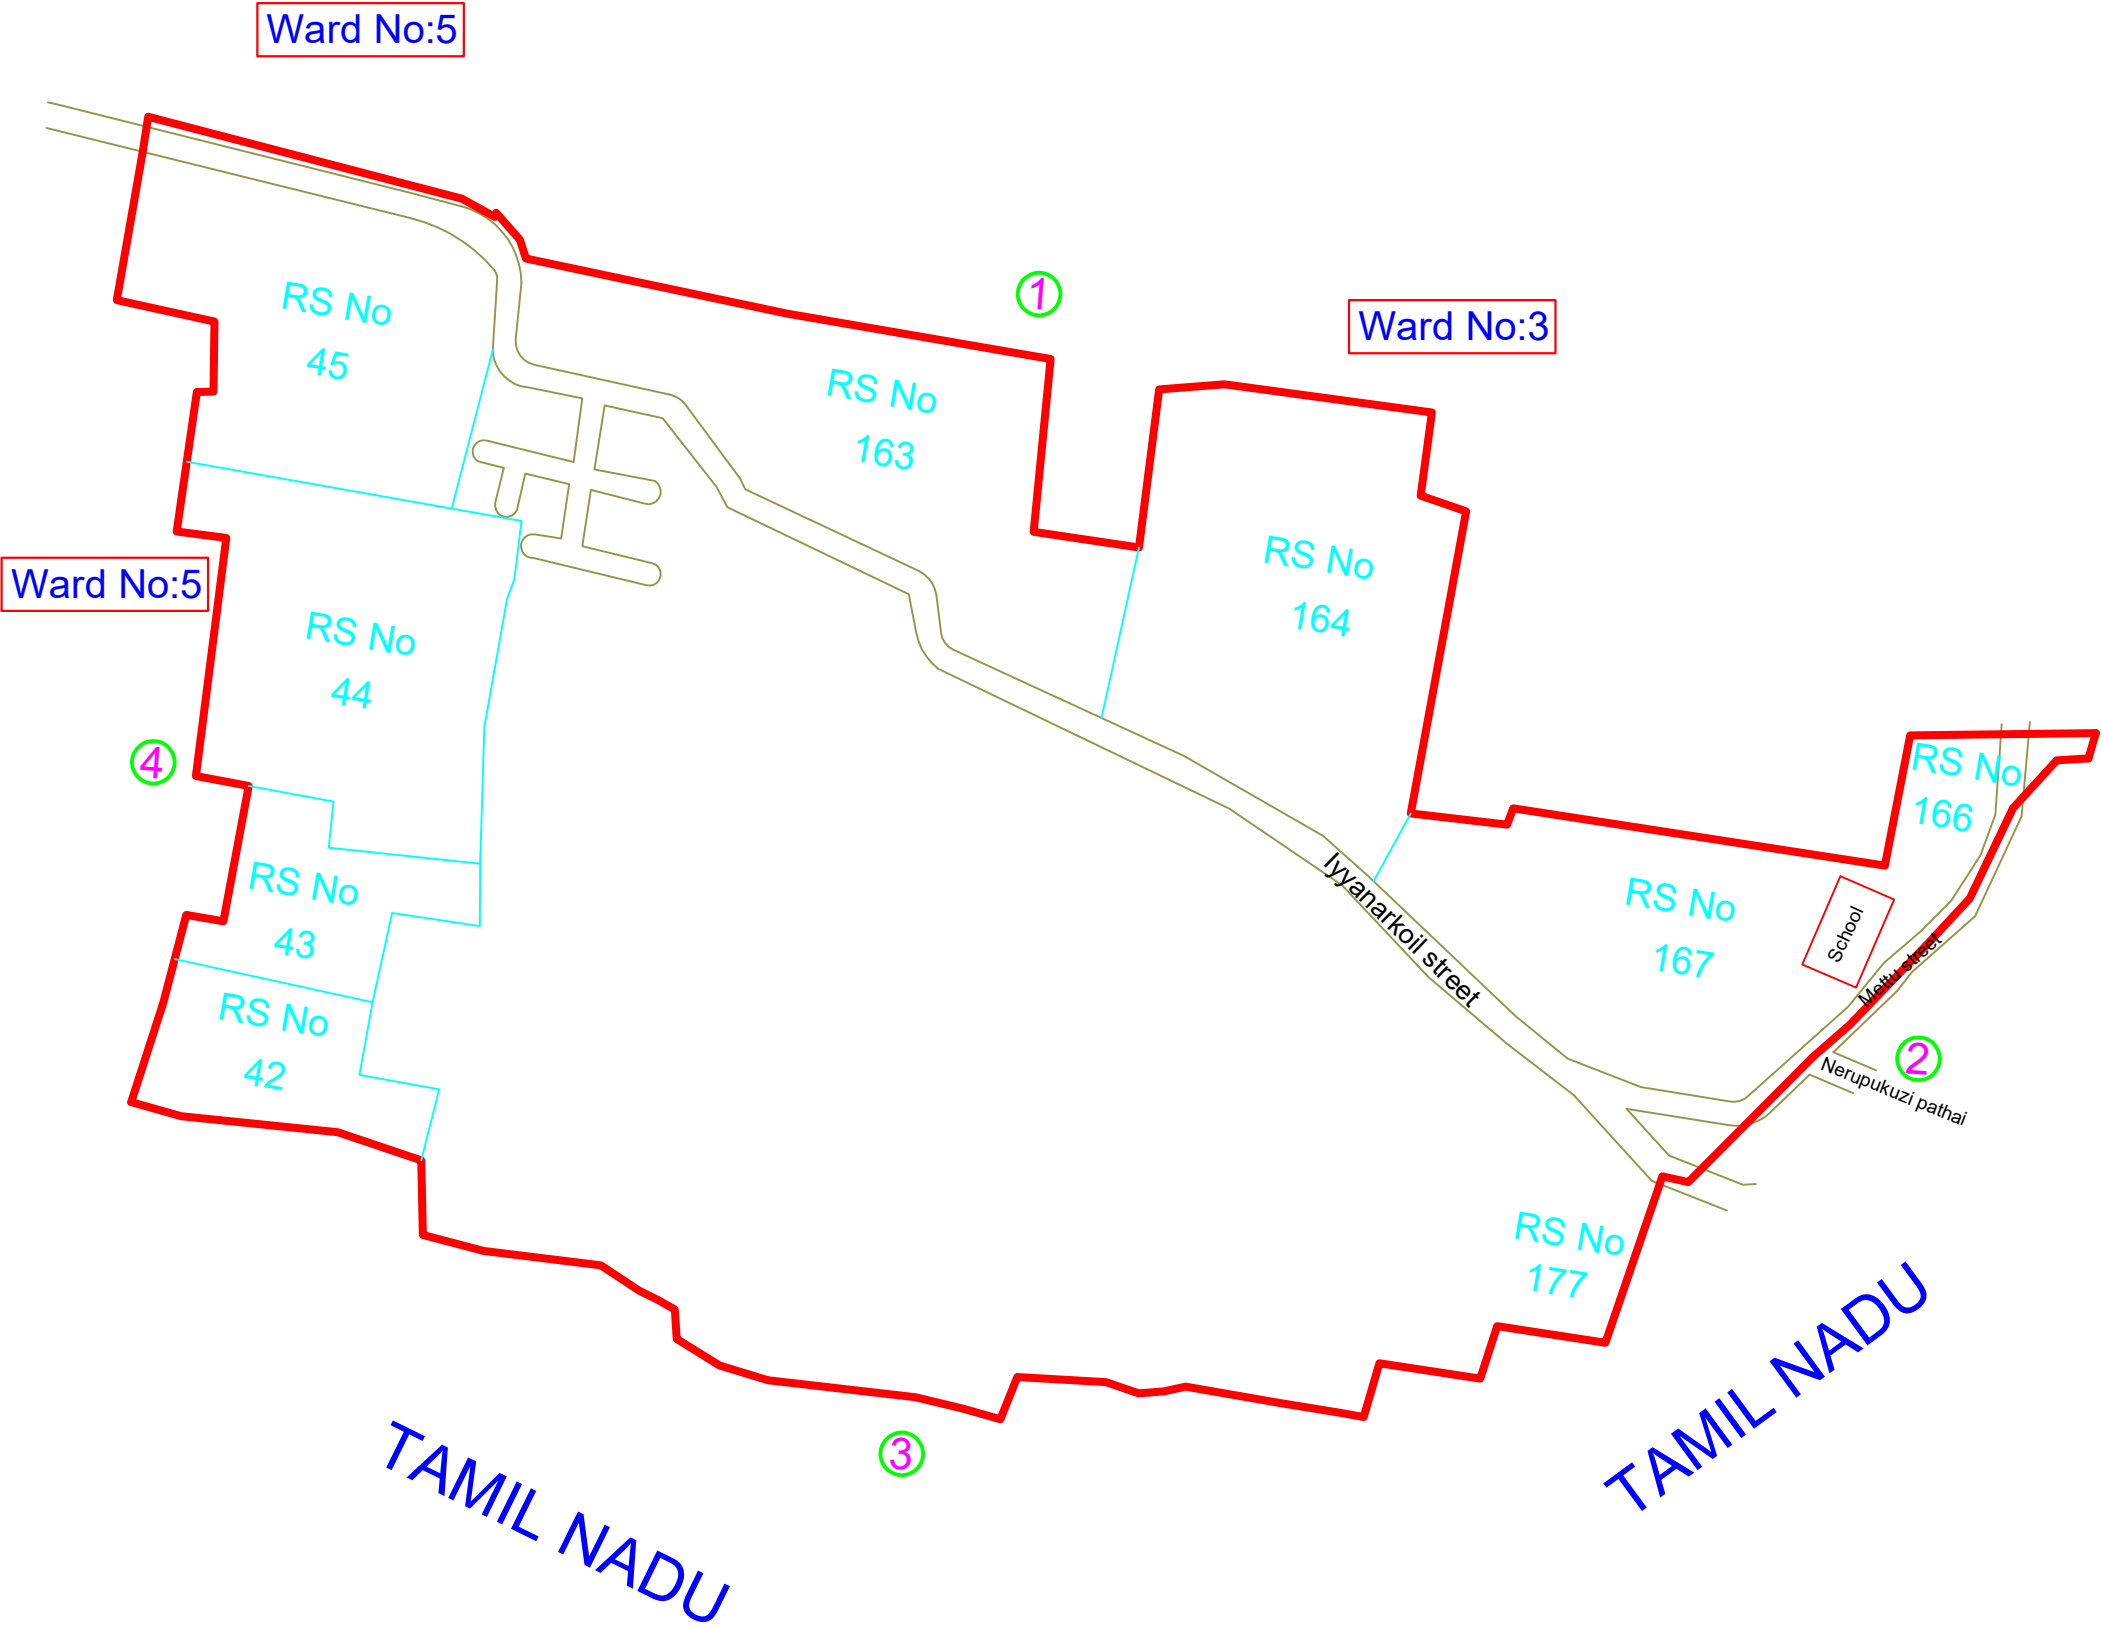 Ward No:5
1
Ward No:3
RS No
45
RS No
163
RS No
164
Ward No:5
RS No
44
4
RS No
166
RS No
43
Iyyanarkoil street
RS No
167
School
Mettu street
RS No
42
2
Nerupukuzi pathai
RS No
177
TAMIL NADU
3
TAMIL NADU